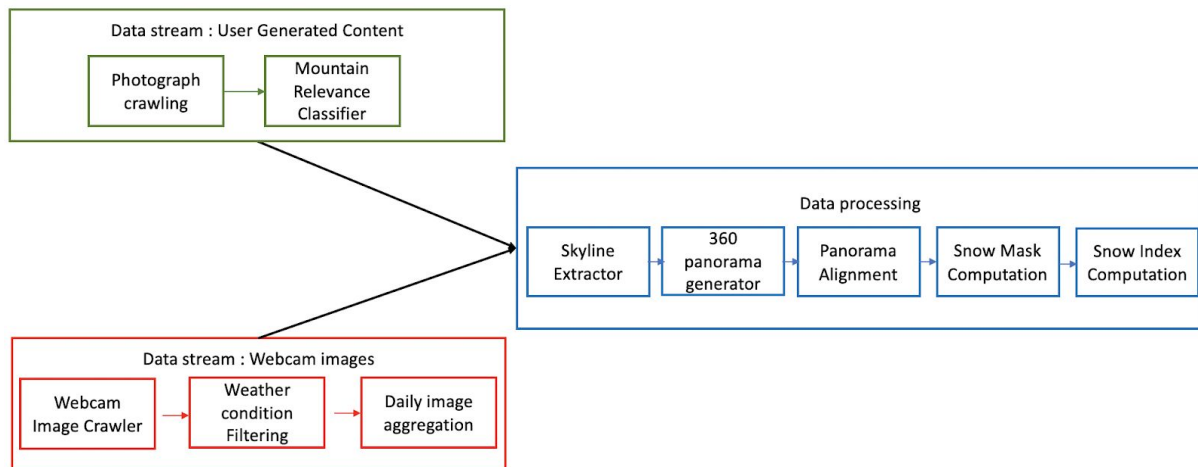 Data stream : User Generated Content
Photograph
crawling
Mountain
Relevance
Classifier
Data processing
Skyline
Extractor
360
panorama
generator
Panorama
Alignment
Snow Mask
Computation
Snow Index
Computation
Data stream : Webcam images
Webcam
Image Crawler
Weather
condition
Filtering
Daily image
aggregation